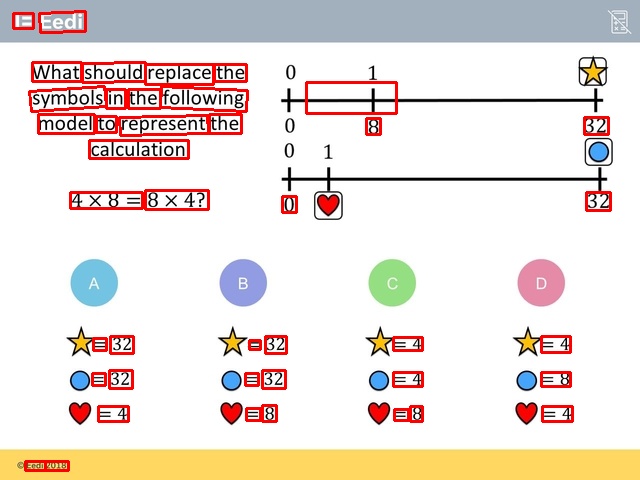 Eedi
What should replace the
symbols in the following
model to represent the
calculation
4 × 8 = 8 × 4?
0 1
0 8 32
0 1
0 32
A B C D
= 32 = 32 = 4 = 4
= 32 = 32 = 4 = 8
= 4 = 8 = 8 = 4
© Eedi 2018